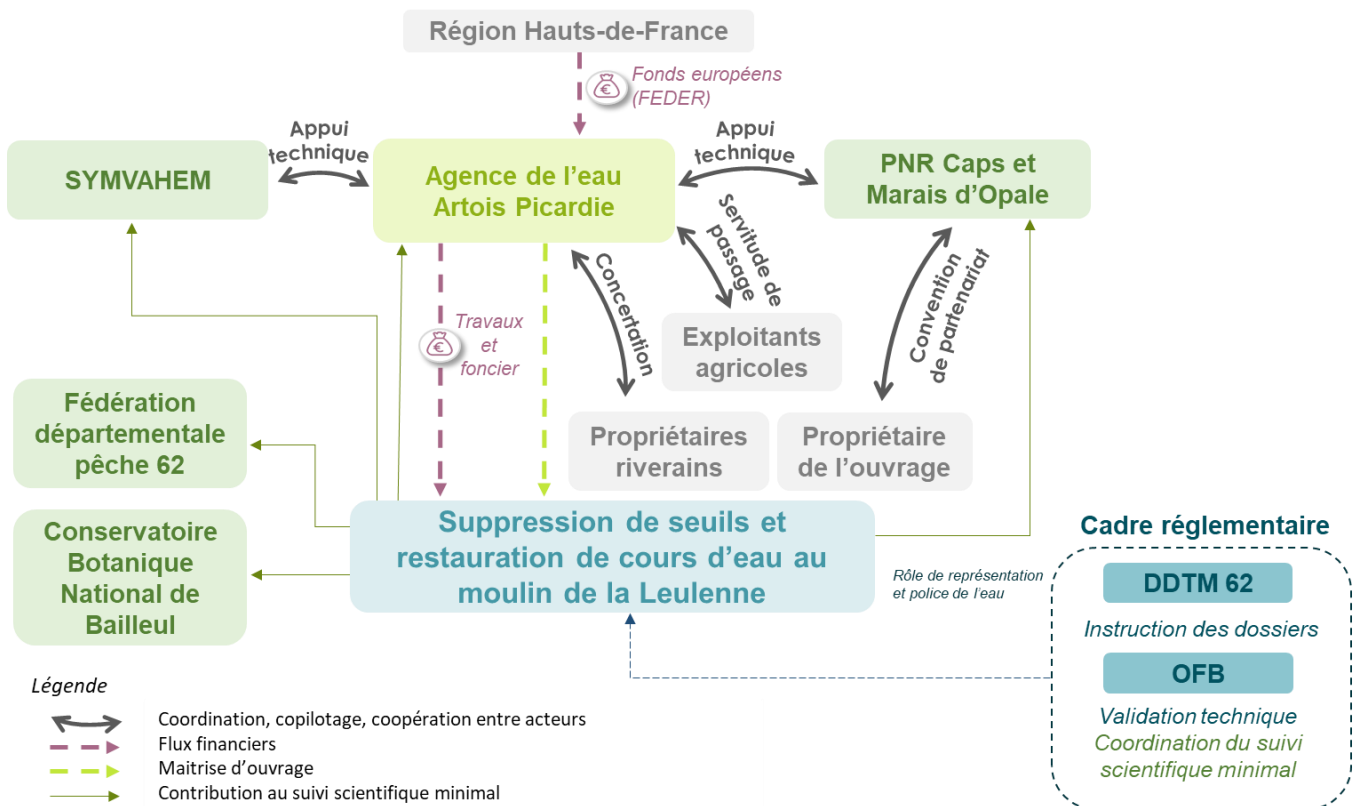 Région Hauts-de-France
Fonds européens
(FEDER)
Appui
technique
Appui
technique
SYMVAHEM
Agence de l'eau
Artois Picardie
PNR Caps et
Marais d'Opale
Servitude de
passage
Concertation
Convention
de partenariat
Travaux
et
foncier
Exploitants
agricoles
Fédération
départementale
pêche 62
Propriétaires
riverains
Propriétaire
de l'ouvrage
Conservatoire
Botanique
National de
Bailleul
Suppression de seuils et
restauration de cours d'eau au
moulin de la Leulenne
Rôle de représentation
et police de l'eau
Cadre réglementaire
DDTM 62
Instruction des dossiers
OFB
Validation technique
Coordination du suivi
scientifique minimal
Légende
Coordination, copilotage, coopération entre acteurs
Flux financiers
Maitrise d'ouvrage
Contribution au suivi scientifique minimal